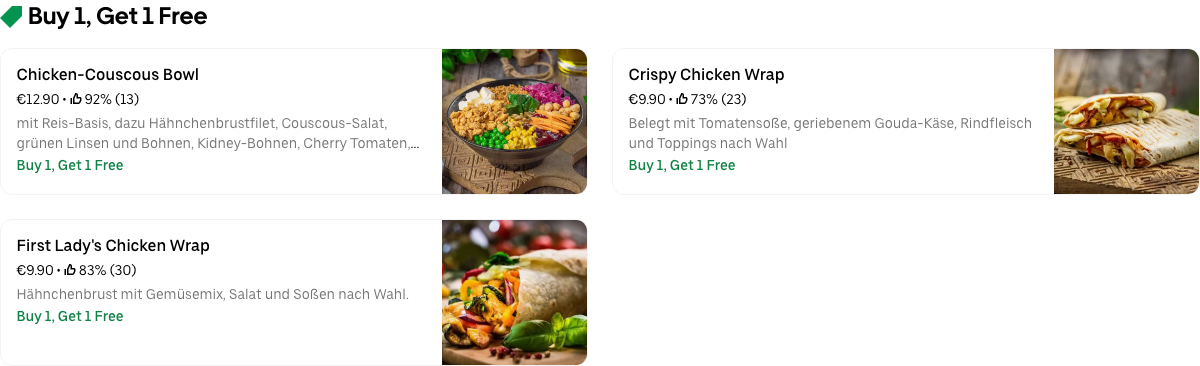 Buy 1, Get 1 Free
Chicken-Couscous Bowl
€12.90 • 92% (13)
mit Reis-Basis, dazu Hähnchenbrustfilet, Couscous-Salat,
grünen Linsen und Bohnen, Kidney-Bohnen, Cherry Tomaten,...
Buy 1, Get 1 Free
Crispy Chicken Wrap
€9.90 • 73% (23)
Belegt mit Tomatensoße, geriebenem Gouda-Käse, Rindfleisch
und Toppings nach Wahl
Buy 1, Get 1 Free
First Lady's Chicken Wrap
€9.90 • 83% (30)
Hähnchenbrust mit Gemüsemix, Salat und Soßen nach Wahl.
Buy 1, Get 1 Free